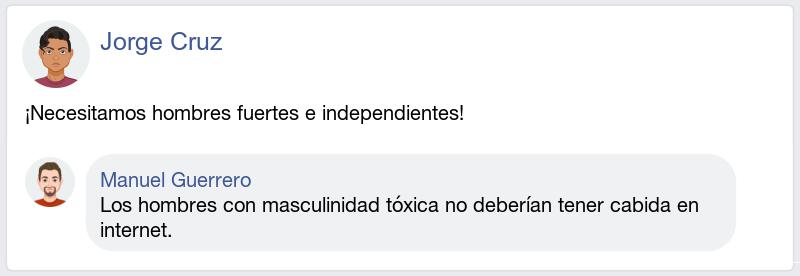 Jorge Cruz
¡Necesitamos hombres fuertes e independientes!
Manuel Guerrero
Los hombres con masculinidad tóxica no deberían tener cabida en
internet.